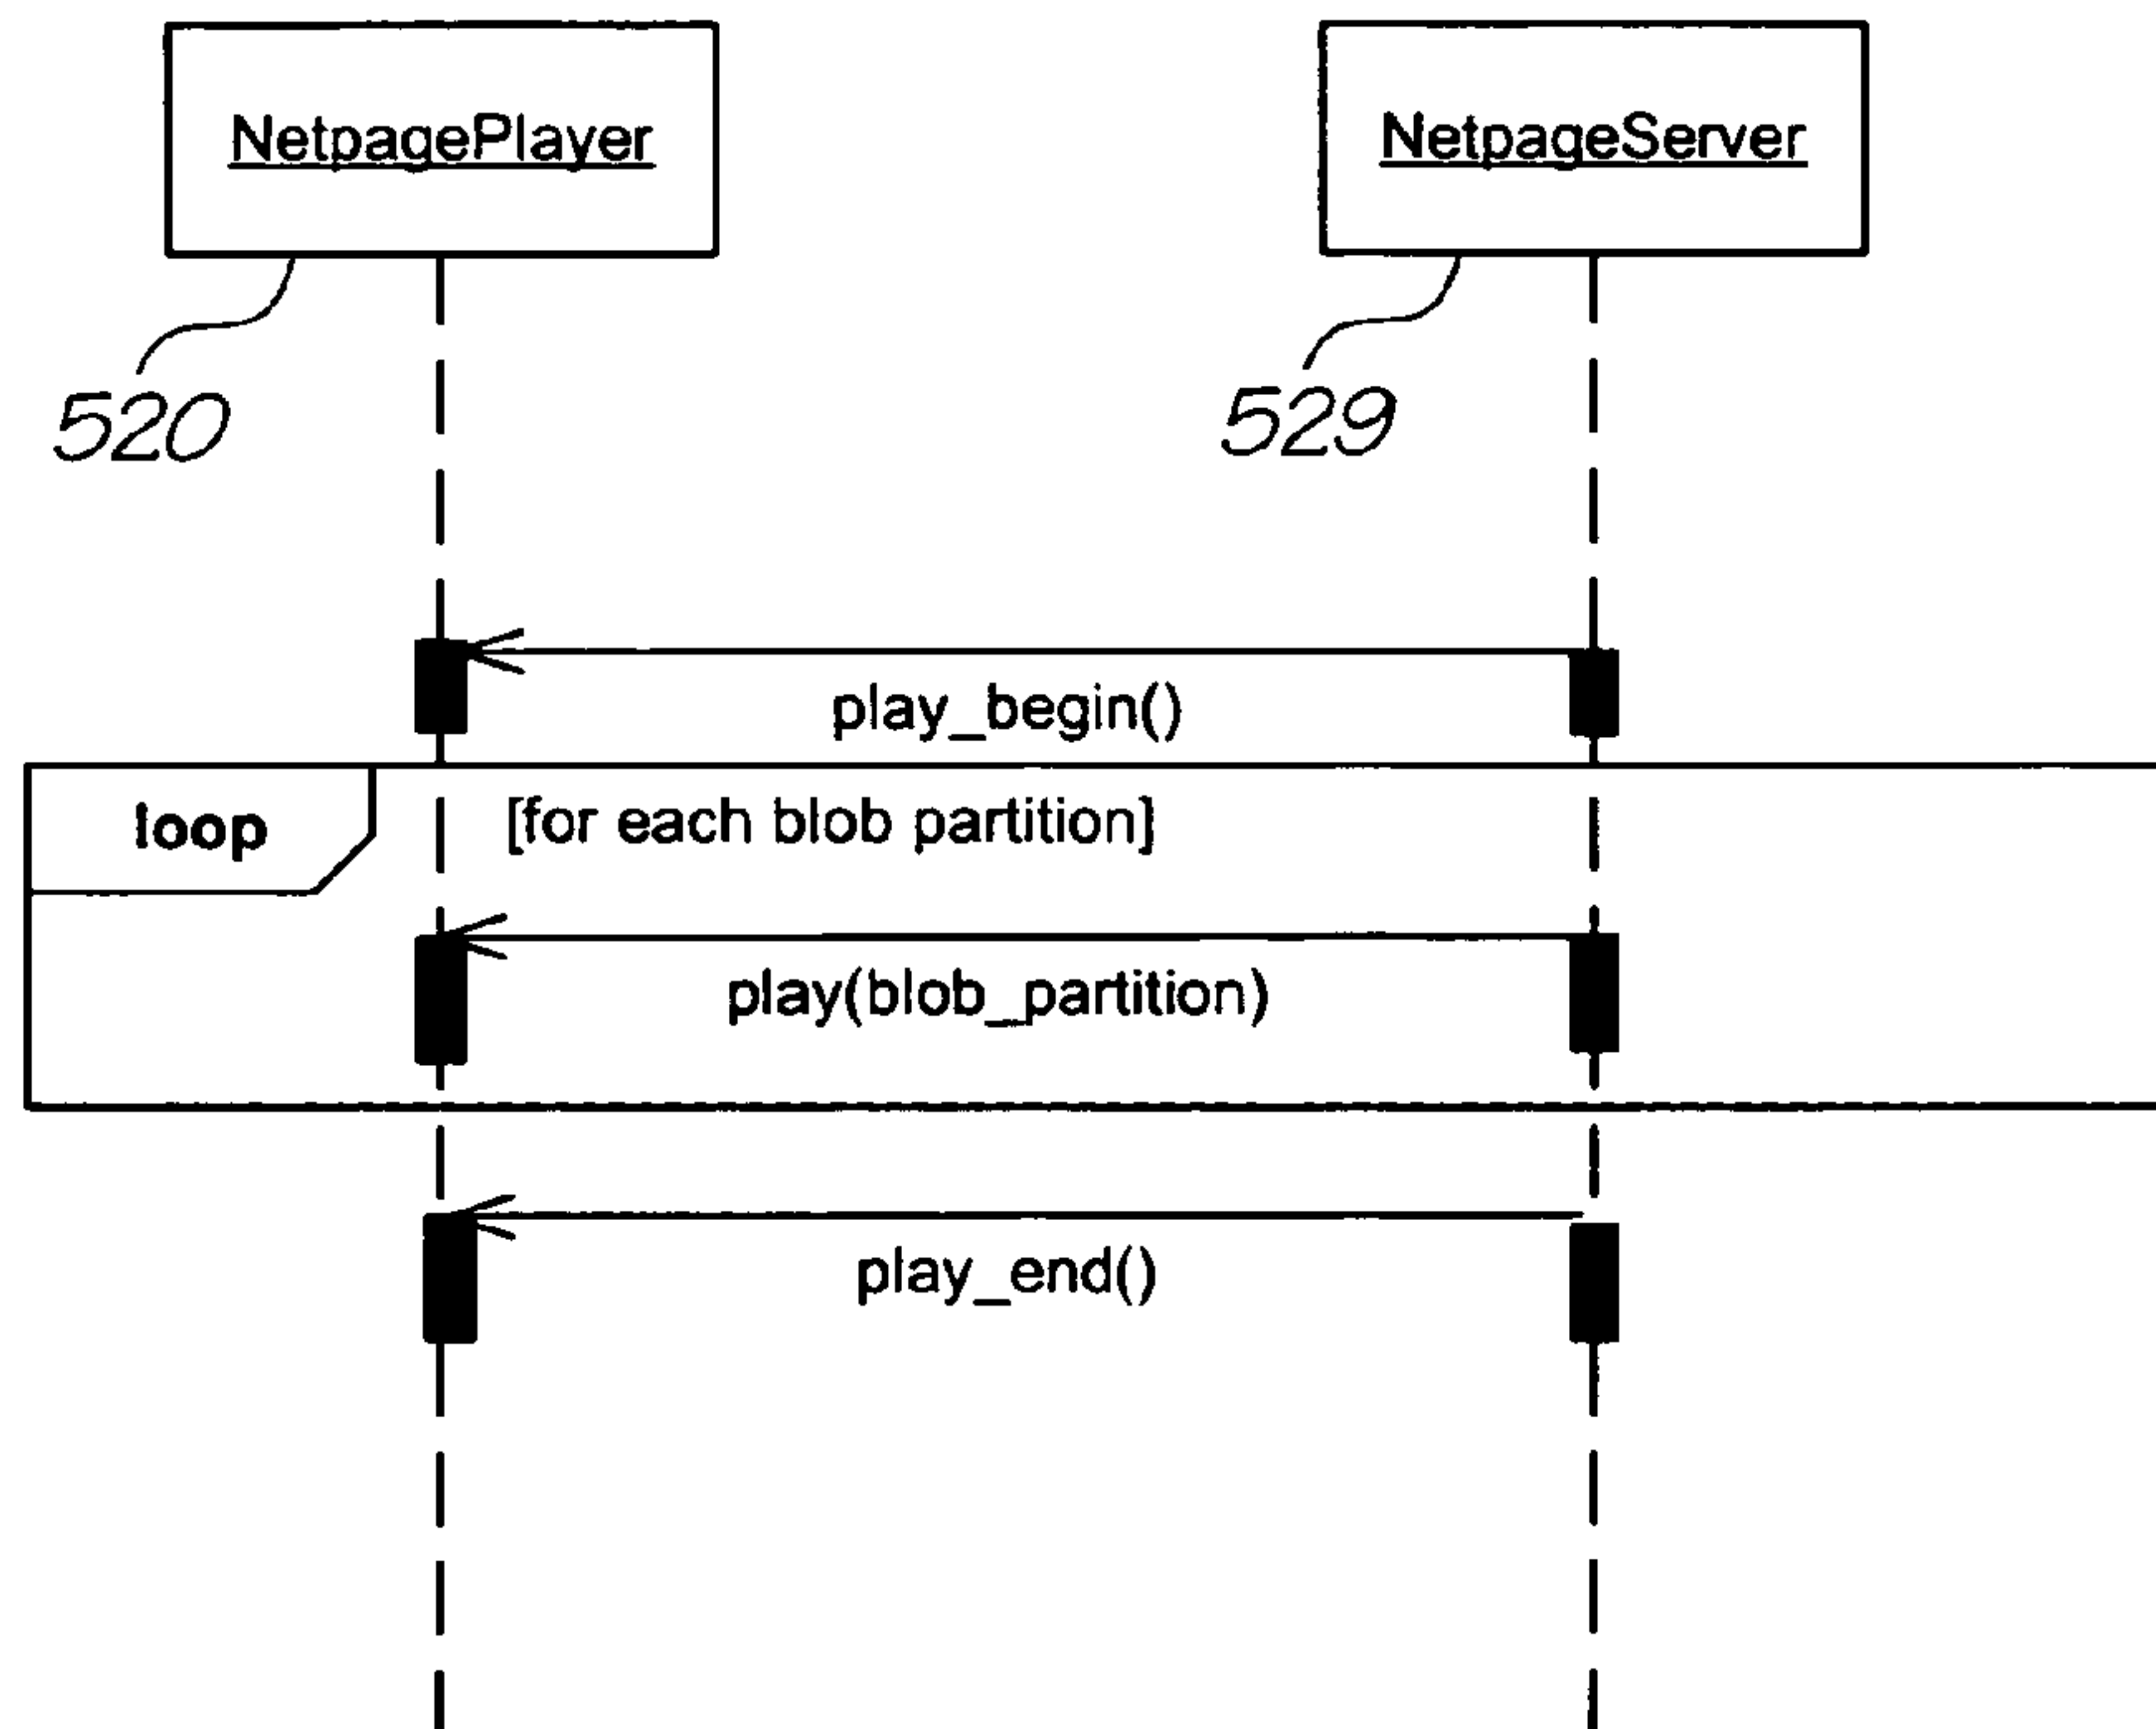 NetpagePlayer
NetpageServer
520
529
play_begin()
loop
[for each blob partition]
play(blob_partition)
play_end()